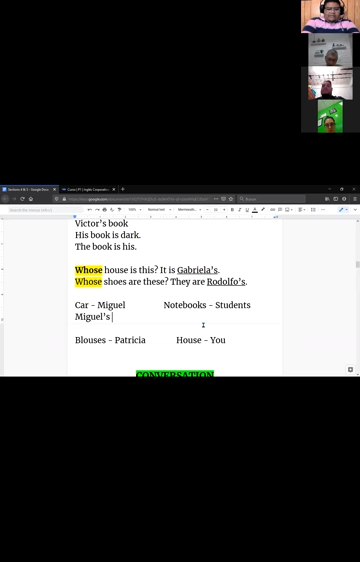 Victor's book
His book is dark.
The book is his.
Whose house is this? It is Gabriela's.
Whose shoes are these? They are Rodolfo's.
Car - Miguel Notebooks - Students
Miguel's
Blouses - Patricia House - You
CONVERSATION